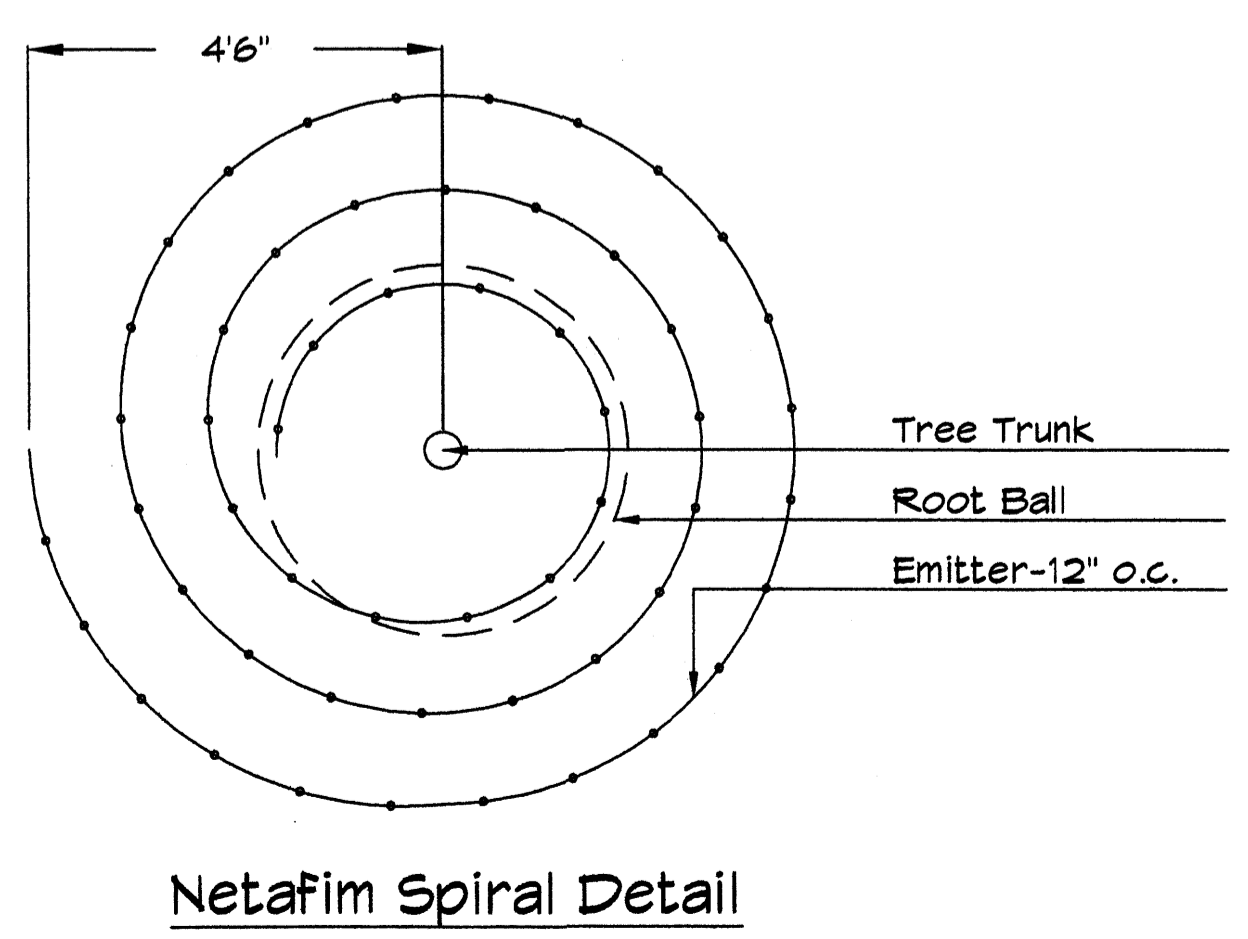 4'6"
Tree Trunk
Root Ball
Emitter-12" o.c.
Netafim Spiral Detail